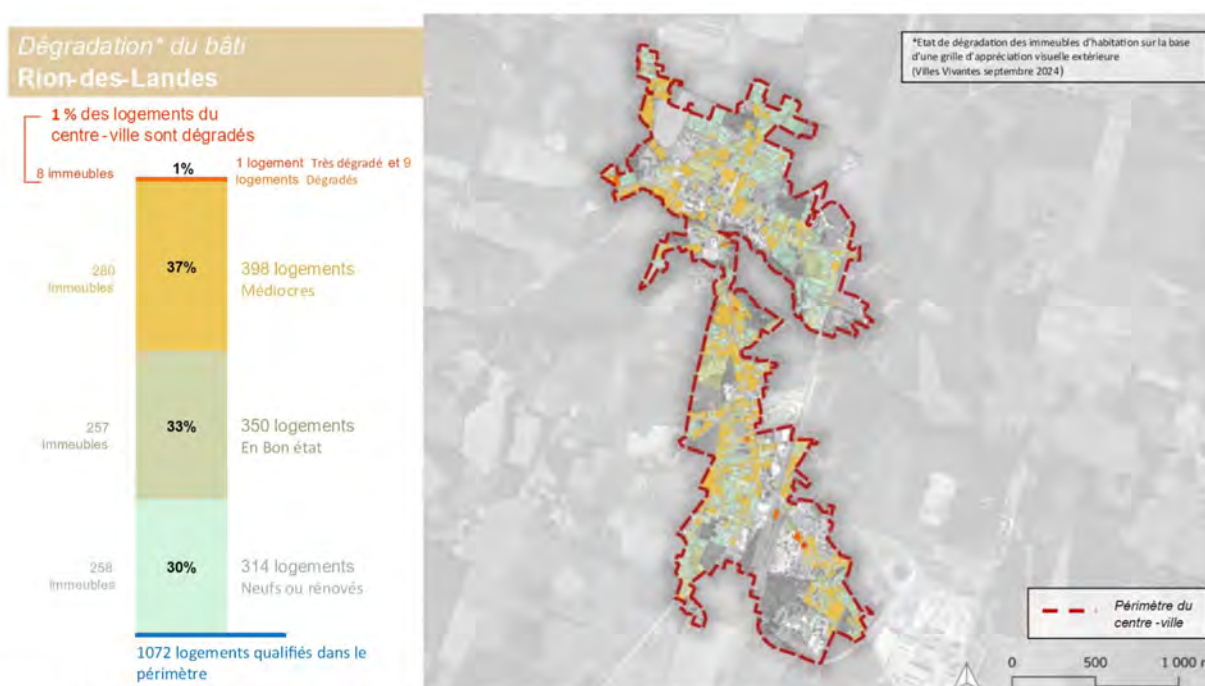 Dégradation* du bâti
Rion-des-Landes
*Etat de dégradation des immeubles d'habitation sur la base
d'une grille d'appréciation visuelle extérieure
(Villes Vivantes septembre 2024)
1 % des logements du
centre-ville sont dégradés
8 immeubles
1%
1 logement Très dégradé et 9
logements Dégradés
280
Immeubles
37%
398 logements
Médiocres
257
Immeubles
33%
350 logements
En Bon état
258
Immeubles
30%
314 logements
Neufs ou rénovés
1072 logements qualifiés dans le
périmètre
Périmètre du
centre -ville
0 500 1 000 m